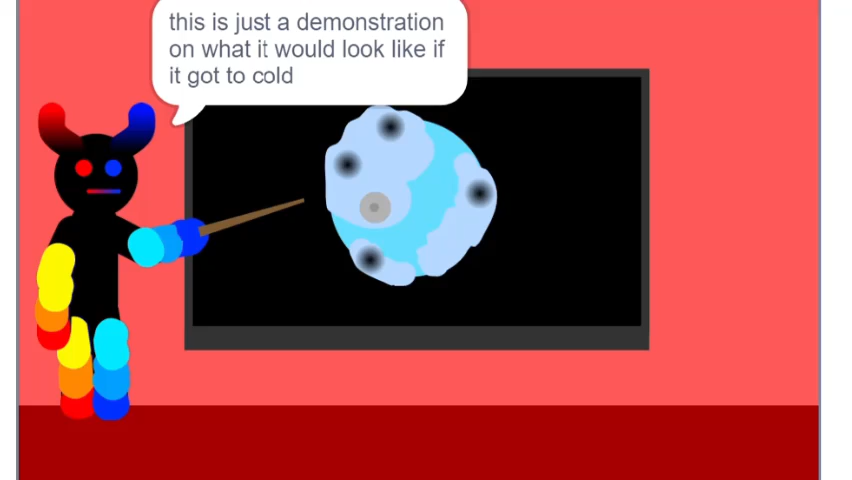 this is just a demonstration
on what it would look like if
it got to cold